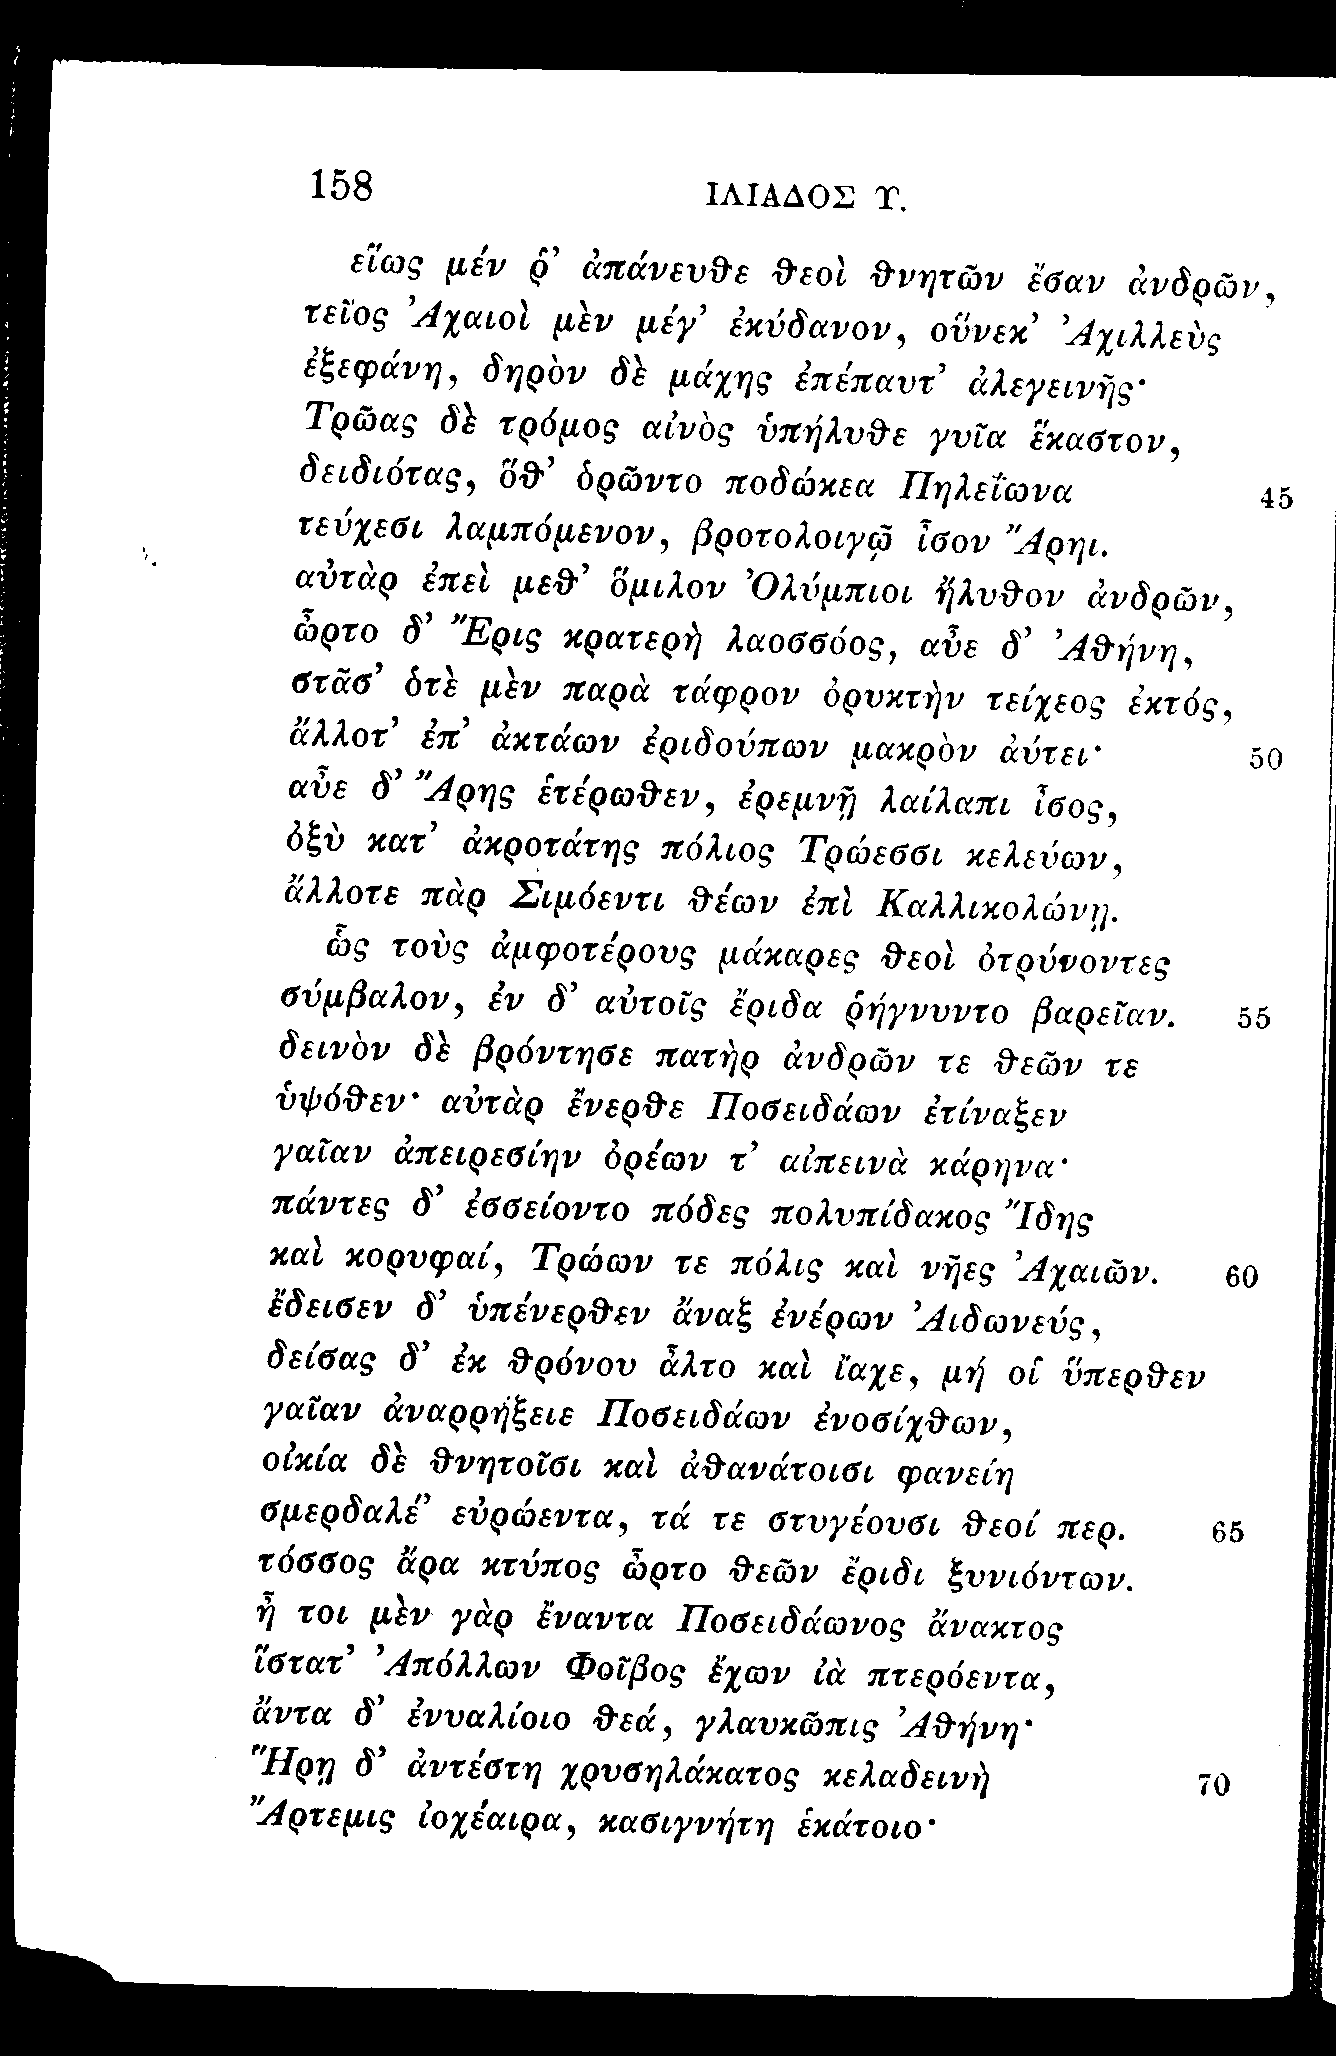 158 ΙΛΙΑΔΟΣ Υ.
εἵως μέν ῥ’ ἀπάνευθε θεοὶ θνητῶν ἔσαν ἀνδρῶν,
τεῖος Ἀχαιοὶ μὲν μέγ’ ἐκύδανον, οὕνεκ’ Ἀχιλλεὺς
ἐξεφάνη, δηρὸν δὲ μάχης ἐπέπαυτ’ ἀλεγεινῆς·
Τρῶας δὲ τρόμος αἰνὸς ὑπήλυθε γυῖα ἕκαστον,
δειδιότας, ὅθ’ ὁρῶντο ποδώκεα Πηλεΐωνα 45
τεύχεσι λαμπόμενον, βροτολοιγῷ ἶσον Ἄρηι.
αὐτὰρ ἐπεὶ μεθ’ ὅμιλον Ὀλύμπιοι ἤλυθον ἀνδρῶν,
ὦρτο δ’ Ἔρις κρατερὴ λαοσσόος, αὖε δ’ Ἀθήνη,
στᾶσ’ ὁτὲ μὲν παρὰ τάφρον ὀρυκτὴν τείχεος ἐκτός,
ἄλλοτ’ ἐπ’ ἀκτάων ἐριδούπων μακρὸν ἀύτει· 50
αὖε δ’ Ἄρης ἑτέρωθεν, ἐρεμνῇ λαίλαπι ἶσος,
ὀξὺ κατ’ ἀκροτάτης πόλιος Τρώεσσι κελεύων,
ἄλλοτε πὰρ Σιμόεντι θέων ἐπὶ Καλλικολώνῃ.
ὣς τοὺς ἀμφοτέρους μάκαρες θεοὶ ὀτρύνοντες
σύμβαλον, ἐν δ’ αὐτοῖς ἔριδα ῥήγνυντο βαρεῖαν. 55
δεινὸν δὲ βρόντησε πατὴρ ἀνδρῶν τε θεῶν τε
ὑψόθεν· αὐτὰρ ἔνερθε Ποσειδάων ἐτίναξεν
γαῖαν ἀπειρεσίην ὀρέων τ’ αἰπεινὰ κάρηνα·
πάντες δ’ ἐσσείοντο πόδες πολυπίδακος Ἴδης
καὶ κορυφαί, Τρώων τε πόλις καὶ νῆες Ἀχαιῶν. 60
ἔδεισεν δ’ ὑπένερθεν ἄναξ ἐνέρων Ἀιδωνεύς,
δείσας δ’ ἐκ θρόνου ἆλτο καὶ ἴαχε, μή οἱ ὕπερθεν
γαῖαν ἀναρρήξειε Ποσειδάων ἐνοσίχθων,
οἰκία δὲ θνητοῖσι καὶ ἀθανάτοισι φανείη
σμερδαλέ’ εὐρώεντα, τά τε στυγέουσι θεοί περ. 65
τόσσος ἄρα κτύπος ὦρτο θεῶν ἔριδι ξυνιόντων.
ἦ τοι μὲν γὰρ ἔναντα Ποσειδάωνος ἄνακτος
ἵστατ’ Ἀπόλλων Φοῖβος ἔχων ἰὰ πτερόεντα,
ἄντα δ’ ἐνυαλίοιο θεά, γλαυκῶπις Ἀθήνη·
Ἥρῃ δ’ ἀντέστη χρυσηλάκατος κελαδεινὴ 70
Ἄρτεμις ἰοχέαιρα, κασιγνήτη ἑκάτοιο·